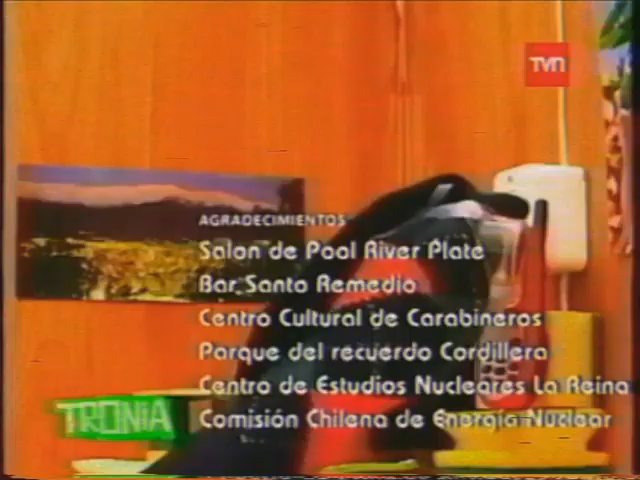 TVN
AGRADECIMIENTOS
Salon de Pool River Plate
Bar Santo Remedio
Centro Cultural de Carabineros
Parque del recuerdo Cordillera
Centro de Estudios Nucleares La Reina
Comisión Chilena de Energía Nuclear
TRONIA